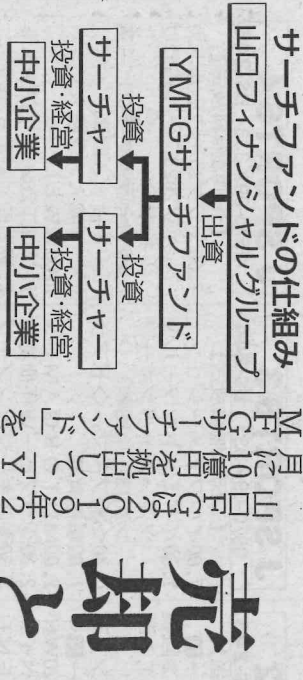 サーチファンドの仕組み
山口フィナンシャルグループ
出資
YMFGサーチファンド
投資
投資
サーチャー
サーチャー
投資・経営
投資・経営
中小企業
中小企業
売却と
山口FGは2019年2
月に10億円を拠出して「Y
MFGサーチファンド」を